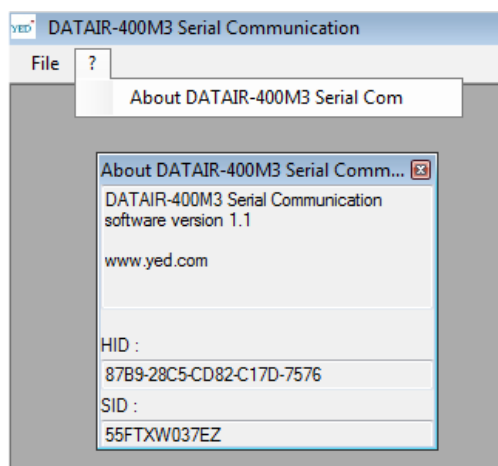 YED DATAIR-400M3 Serial Communication
File ?
About DATAIR-400M3 Serial Com
About DATAIR-400M3 Serial Comm...
DATAIR-400M3 Serial Communication
software version 1.1
www.yed.com
HID :
87B9-28C5-CD82-C17D-7576
SID :
55FTXW037EZ